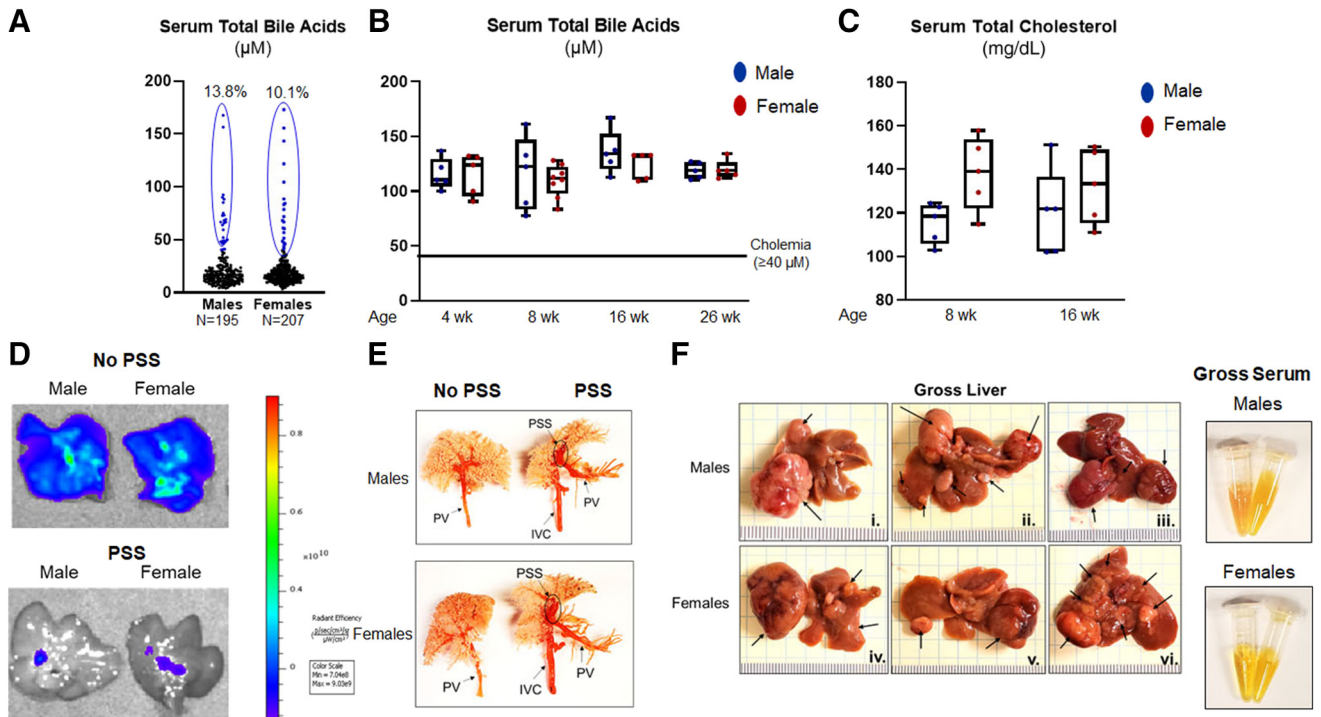 A
Serum Total Bile Acids
(µM)
200
150
100
50
0
13.8%
10.1%
Males
Females
N=195
N=207
B
Serum Total Bile Acids
(µM)
Male
Female
200
150
100
50
0
Cholemia
(≥40 µM)
Age
4 wk
8 wk
16 wk
26 wk
C
Serum Total Cholesterol
(mg/dL)
Male
Female
180
160
140
120
100
80
Age
8 wk
16 wk
D
No PSS
Male
Female
PSS
Male
Female
0.8
0.6
×10¹⁰
0.4
0.2
0
Radiant Efficiency
Color Scale
Min = 7.04e8
Max = 9.03e9
E
No PSS
PSS
Males
PSS
PV
PV
IVC
Females
PSS
PV
PV
IVC
F
Gross Liver
Males
i.
ii.
iii.
Females
iv.
v.
vi.
Gross Serum
Males
Females